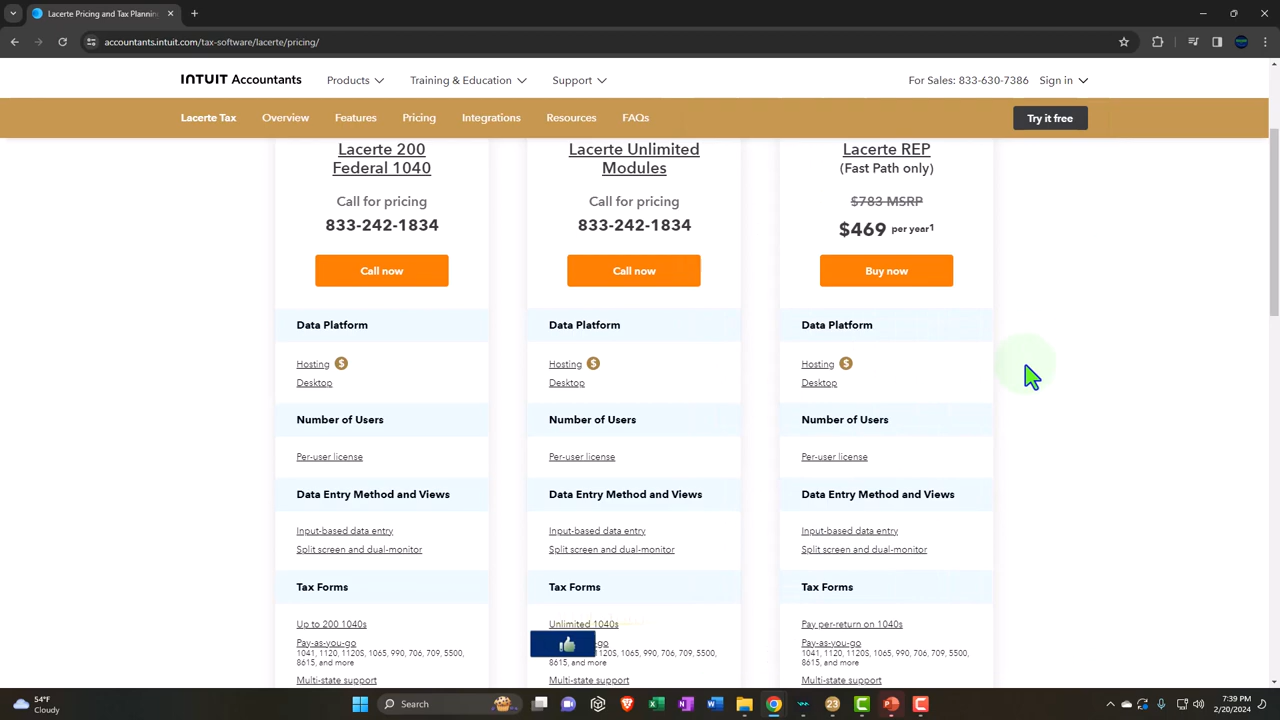 Lacerte Pricing and Tax Plannin
accountants.intuit.com/tax-software/lacerte/pricing/
INTUIT Accountants
Products
Training & Education
Support
For Sales: 833-630-7386
Sign in
Lacerte Tax
Overview
Features
Pricing
Integrations
Resources
FAQs
Try it free
Lacerte 200
Federal 1040
Call for pricing
833-242-1834
Call now
Data Platform
Hosting $
Desktop
Number of Users
Per-user license
Data Entry Method and Views
Input-based data entry
Split screen and dual-monitor
Tax Forms
Up to 200 1040s
Pay-as-you-go
1041, 1120, 1120S, 1065, 990, 706, 709, 5500,
8615, and more
Multi-state support
Lacerte Unlimited
Modules
Call for pricing
833-242-1834
Call now
Data Platform
Hosting $
Desktop
Number of Users
Per-user license
Data Entry Method and Views
Input-based data entry
Split screen and dual-monitor
Tax Forms
Unlimited 1040s
go
1120S, 1065, 990, 706, 709, 5500,
8615, and more
Multi-state support
Lacerte REP
(Fast Path only)
$783 MSRP
$469 per year1
Buy now
Data Platform
Hosting $
Desktop
Number of Users
Per-user license
Data Entry Method and Views
Input-based data entry
Split screen and dual-monitor
Tax Forms
Pay per-return on 1040s
Pay-as-you-go
1041, 1120, 1120S, 1065, 990, 706, 709, 5500,
8615, and more
Multi-state support
54°F
Cloudy
Search
23
7:39 PM
2/20/2024